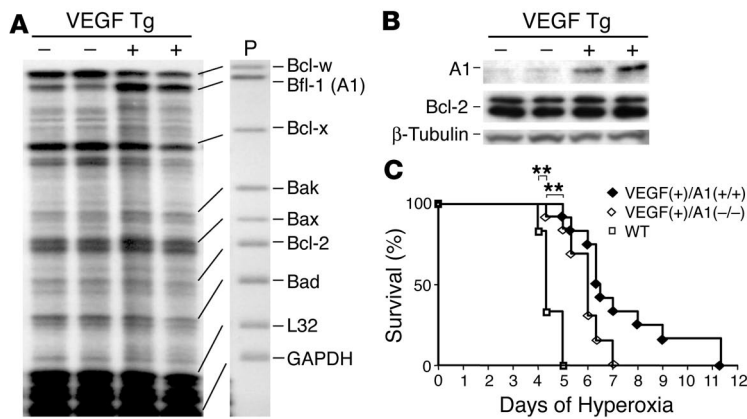 A
VEGF Tg
– – + + P
Bcl-w
Bfl-1 (A1)
Bcl-x
Bak
Bax
Bcl-2
Bad
L32
GAPDH
B
VEGF Tg
– – + +
A1
Bcl-2
β-Tubulin
C
**
**
VEGF(+)/A1(+/+)
VEGF(+)/A1(–/–)
WT
Survival (%)
100
50
0
0 1 2 3 4 5 6 7 8 9 10 11 12
Days of Hyperoxia